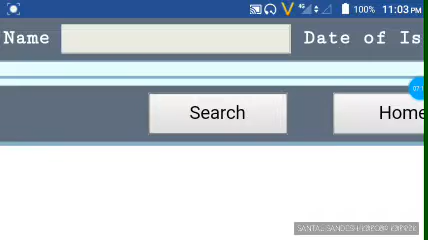 100% 11:03 PM
Name Date of Is
Search Home